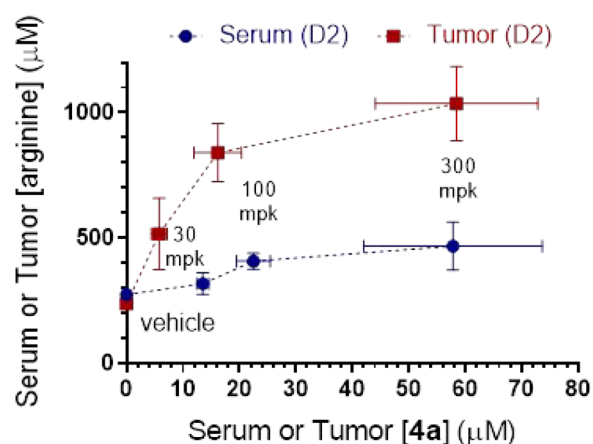 Serum (D2) Tumor (D2)
Serum or Tumor [arginine] (μM)
1000
500
0
300
mpk
100
mpk
30
mpk
vehicle
0 10 20 30 40 50 60 70 80
Serum or Tumor [4a] (μM)